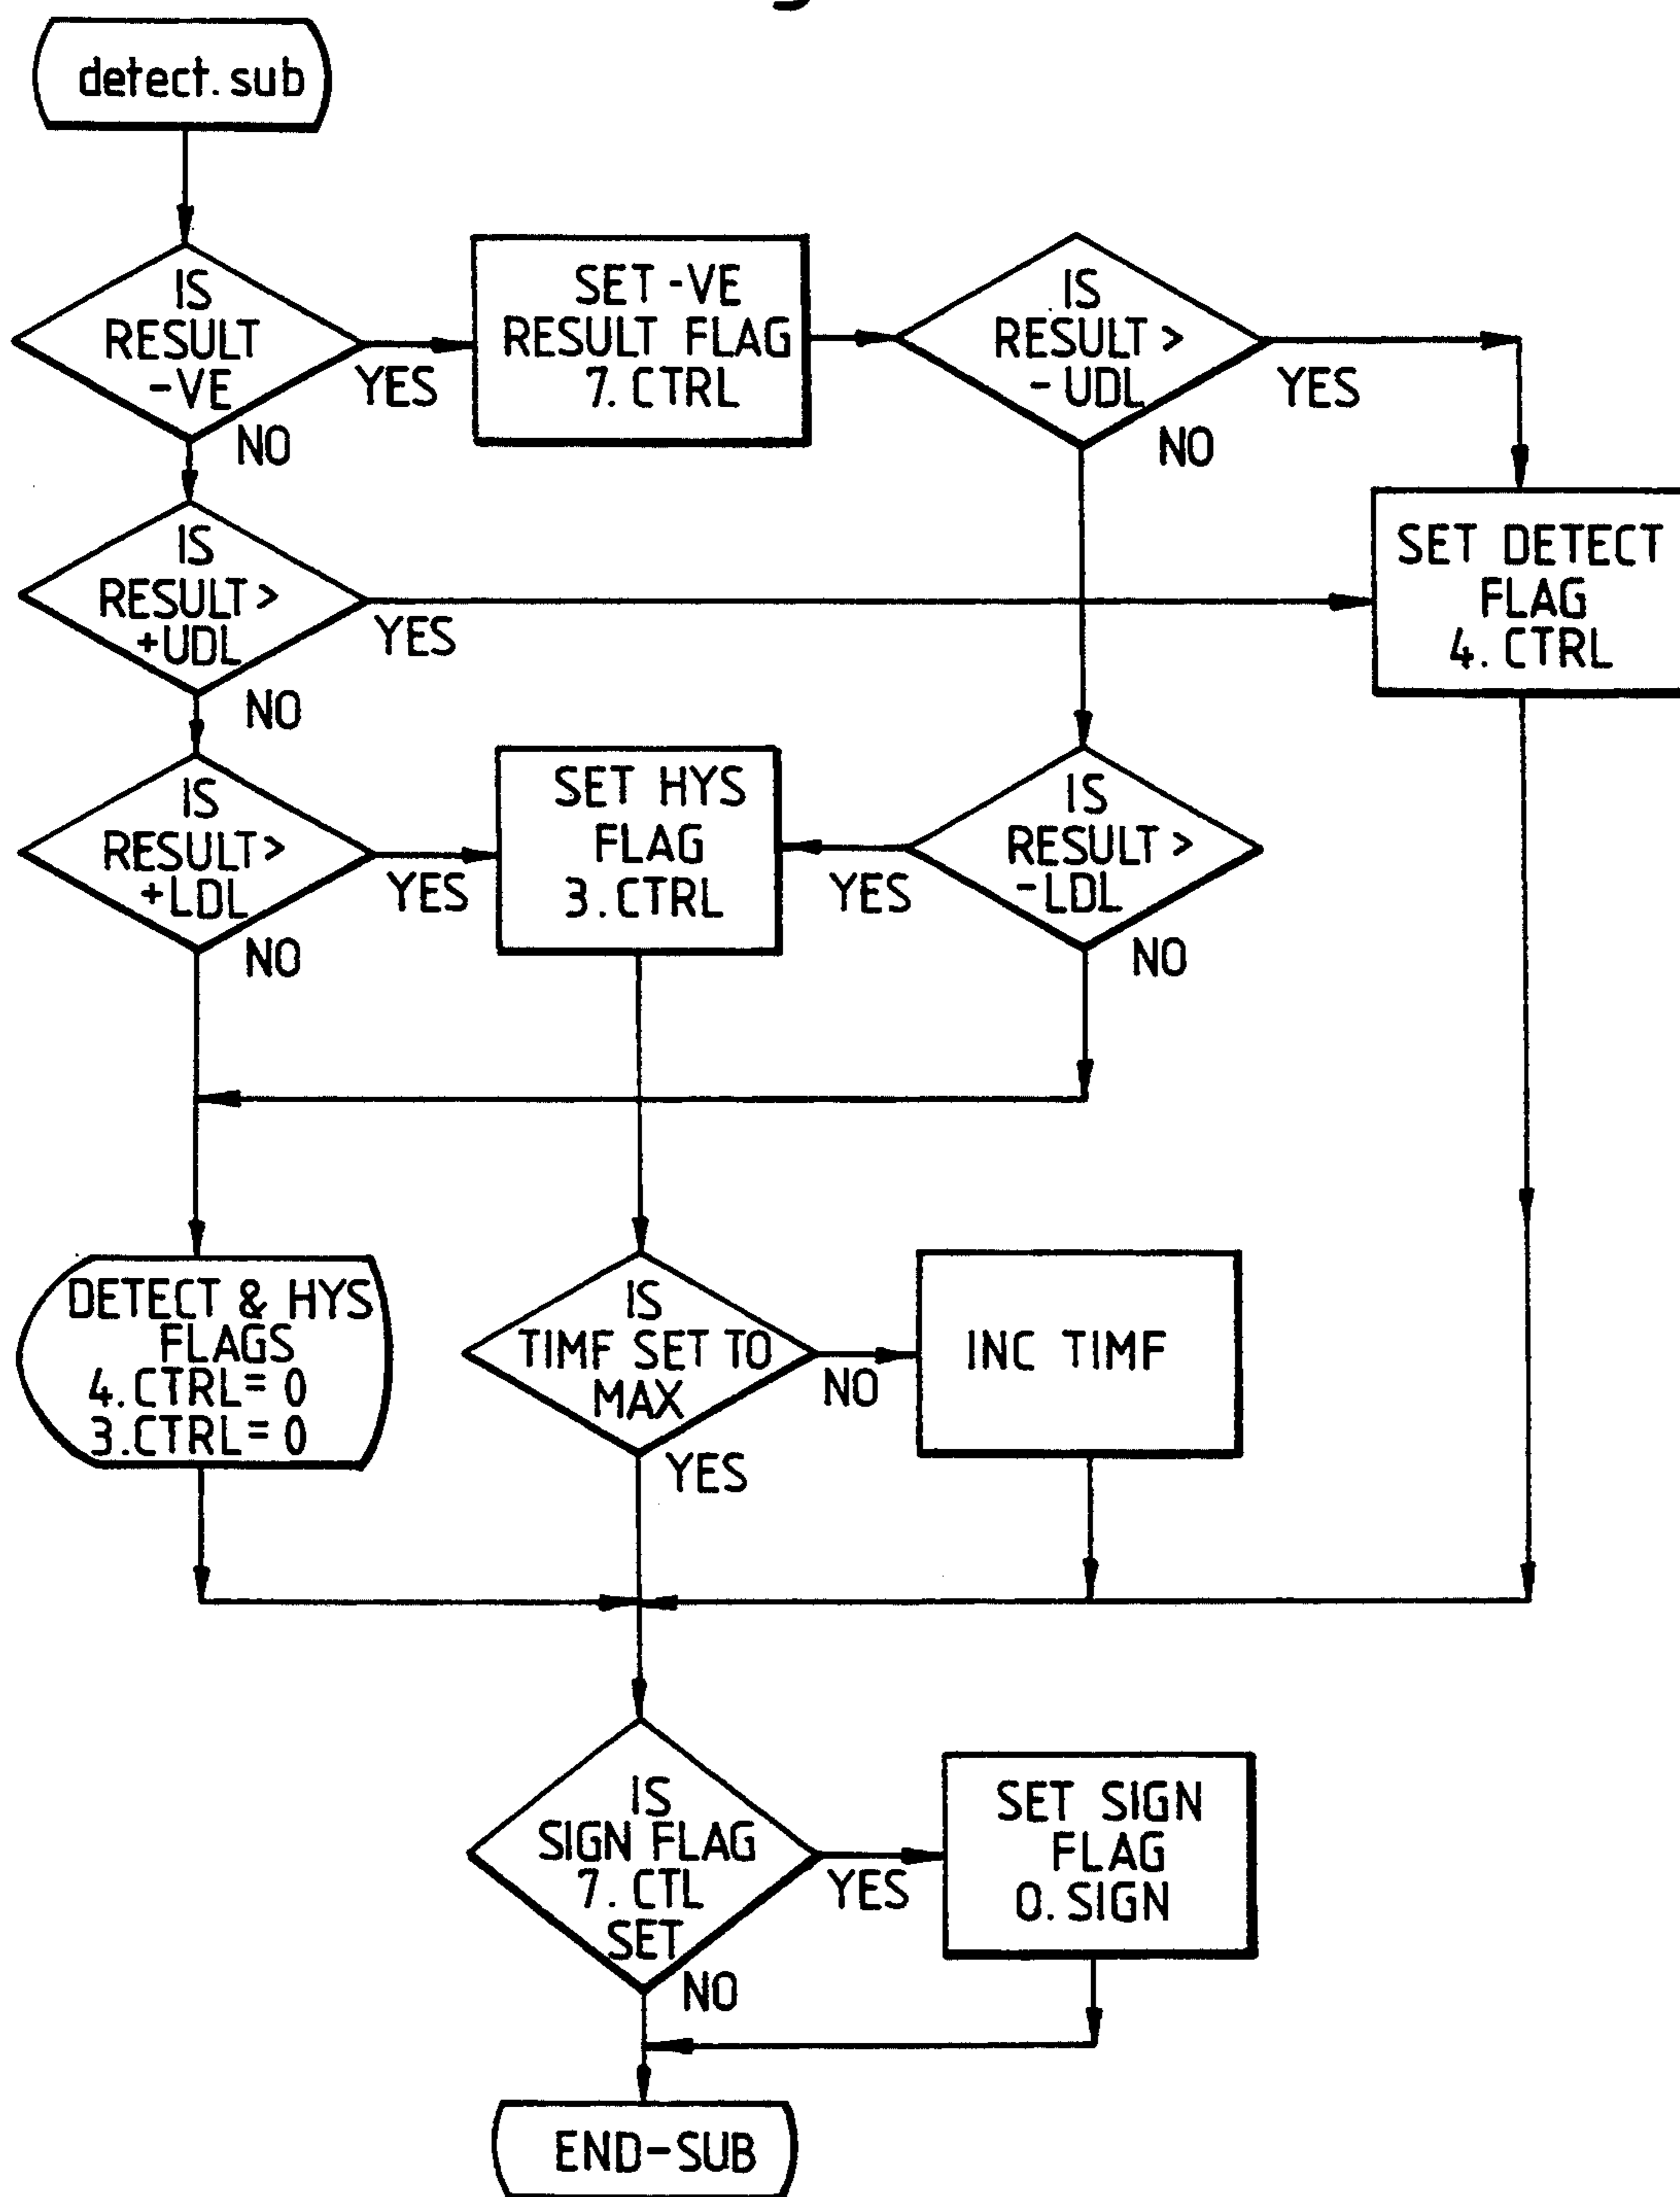 detect.sub
IS
RESULT
-VE
YES
NO
SET -VE
RESULT FLAG
7. CTRL
IS
RESULT >
- UDL
YES
NO
IS
RESULT >
+UDL
YES
NO
SET DETECT
FLAG
4. CTRL
IS
RESULT >
+LDL
YES
NO
SET HYS
FLAG
3. CTRL
IS
RESULT >
-LDL
YES
NO
DETECT & HYS
FLAGS
4.CTRL= 0
3.CTRL= 0
IS
TIMF SET TO
MAX
NO
YES
INC TIMF
IS
SIGN FLAG
7. CTL
SET
YES
NO
SET SIGN
FLAG
0. SIGN
END-SUB